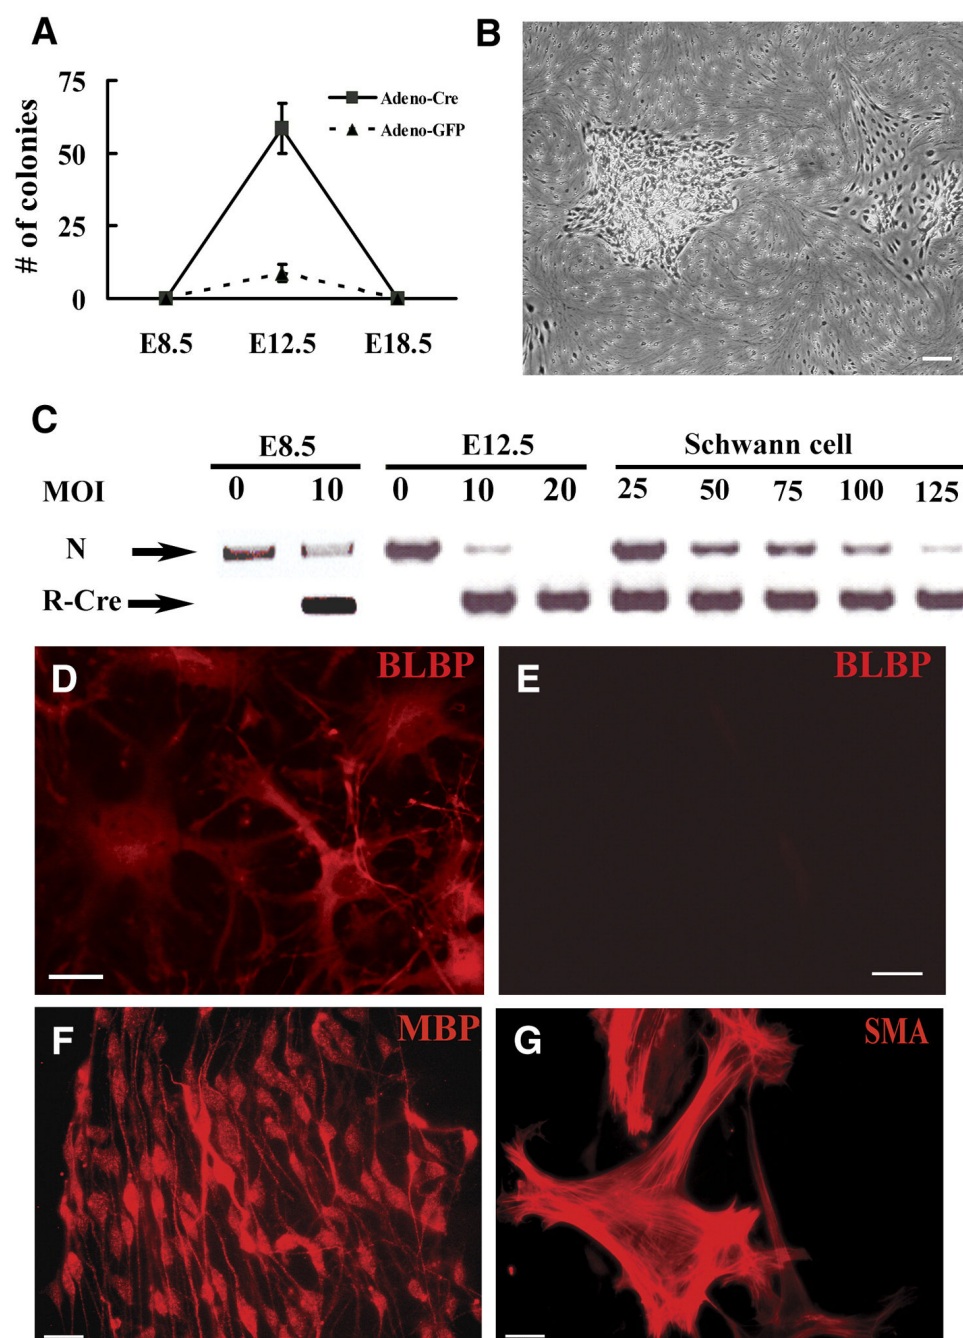 A
75
50
25
0
# of colonies
Adeno-Cre
Adeno-GFP
E8.5 E12.5 E18.5
B
C
E8.5 E12.5 Schwann cell
MOI 0 10 0 10 20 25 50 75 100 125
N
R-Cre
D BLBP
E BLBP
F MBP
G SMA